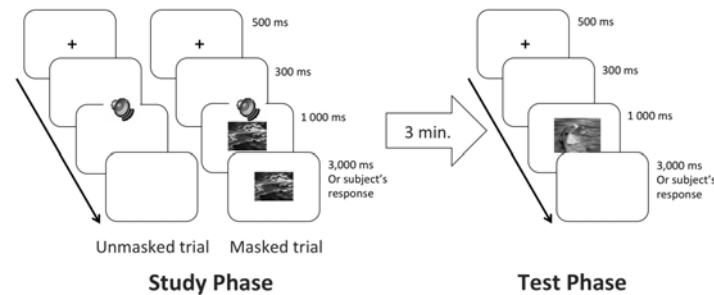 +
+
500 ms
300 ms
1 000 ms
3,000 ms
Or subject's
response
Unmasked trial
Masked trial
Study Phase
3 min.
+
500 ms
300 ms
1 000 ms
3,000 ms
Or subject's
response
Test Phase